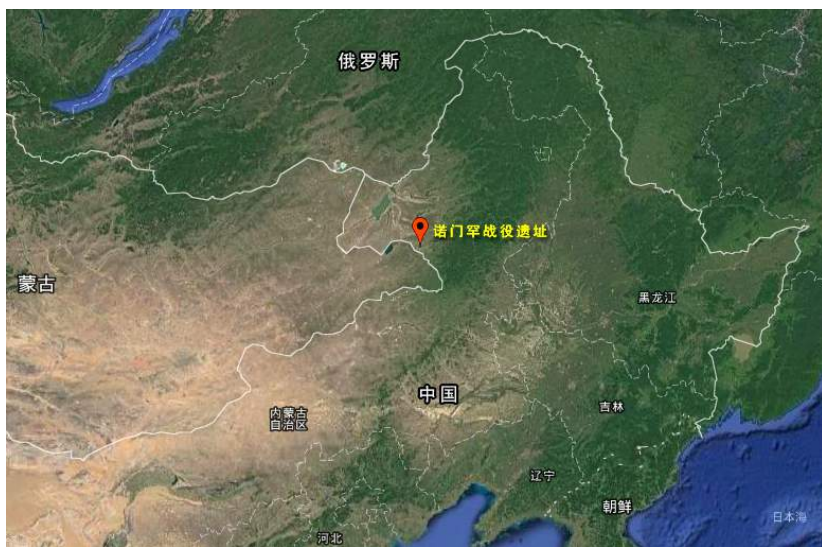 俄罗斯
诺门罕战役遗址
蒙古
黑龙江
中国
内蒙古
自治区
吉林
辽宁
朝鲜
日本海
河北